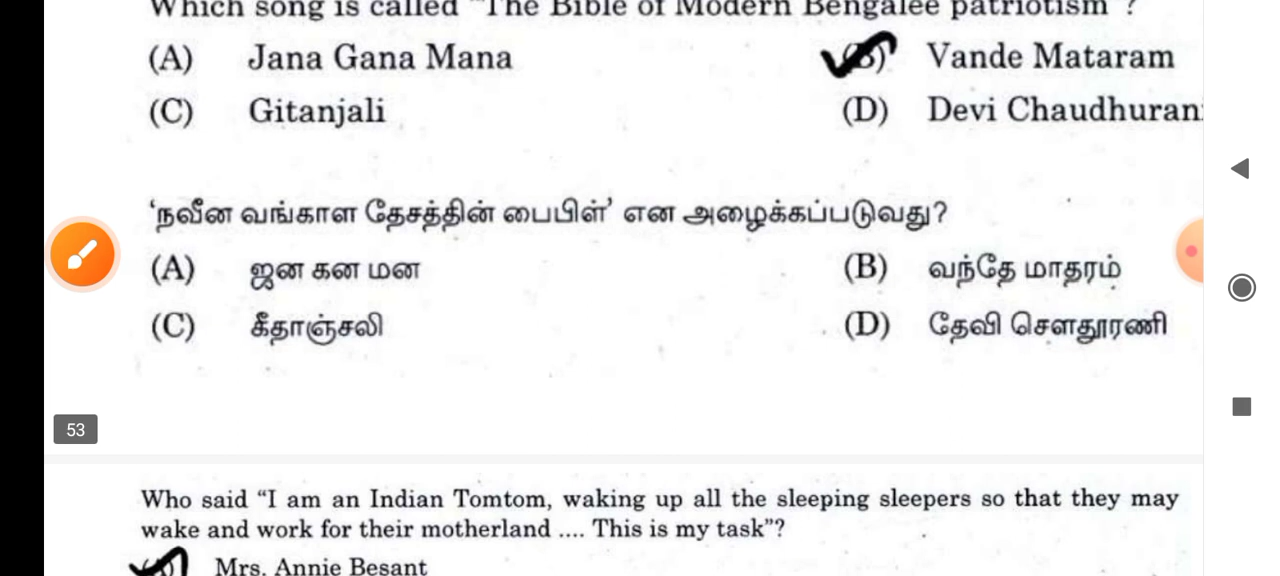 Which song is called "The Bible of Modern Bengalee patriotism"?
(A) Jana Gana Mana (B) Vande Mataram
(C) Gitanjali (D) Devi Chaudhuran
'நவீன வங்காள தேசத்தின் பைபிள்' என அழைக்கப்படுவது?
(A) ஜன கன மன (B) வந்தே மாதரம்
(C) கீதாஞ்சலி (D) தேவி சௌதூரணி
53
Who said "I am an Indian Tomtom, waking up all the sleeping sleepers so that they may
wake and work for their motherland .... This is my task"?
Mrs. Annie Besant